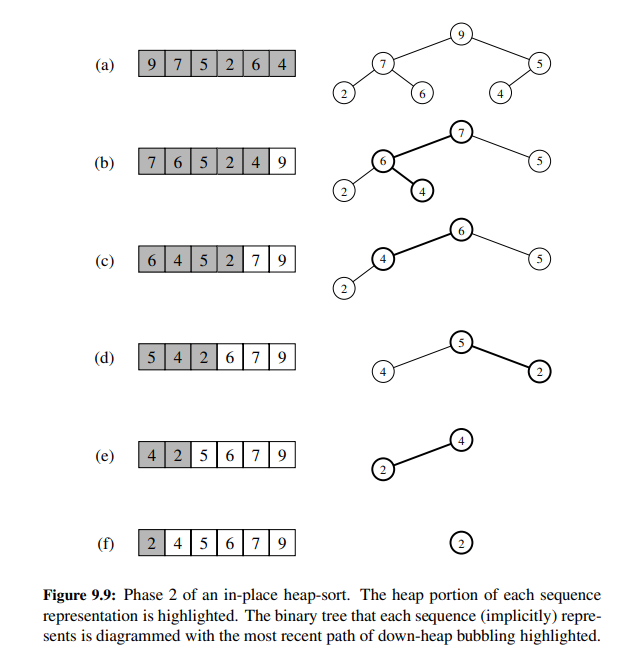 (a) 9 7 5 2 6 4
9
7 5
2 6 4
(b) 7 6 5 2 4 9
7
6 5
2 4
(c) 6 4 5 2 7 9
6
4 5
2
(d) 5 4 2 6 7 9
5
4 2
(e) 4 2 5 6 7 9
4
2
(f) 2 4 5 6 7 9
2
Figure 9.9: Phase 2 of an in-place heap-sort. The heap portion of each sequence
representation is highlighted. The binary tree that each sequence (implicitly) repre-
sents is diagrammed with the most recent path of down-heap bubbling highlighted.